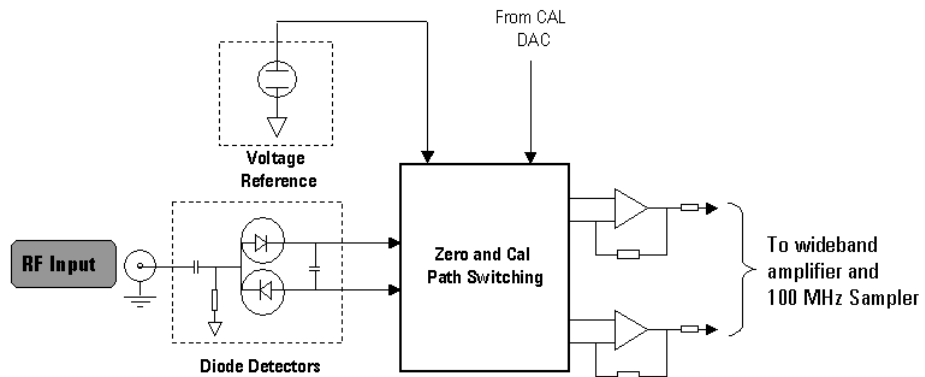 From CAL
DAC
Voltage
Reference
RF Input
Zero and Cal
Path Switching
To wideband
amplifier and
100 MHz Sampler
Diode Detectors